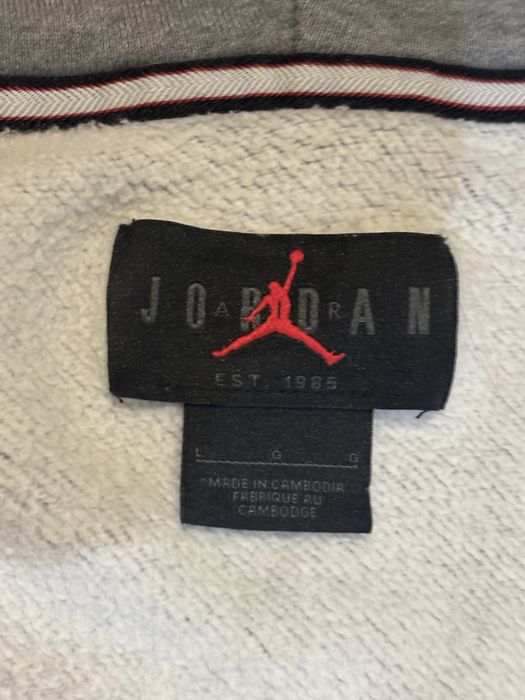 JORDAN
AIR
EST. 1985
L G G
MADE IN CAMBODIA
FABRIQUE AU
CAMBODGE